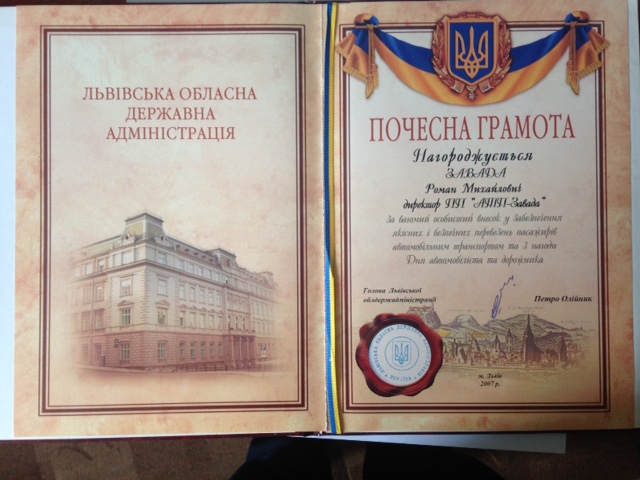 ЛЬВІВСЬКА ОБЛАСНА
ДЕРЖАВНА
АДМІНІСТРАЦІЯ
ПОЧЕСНА ГРАМОТА
Нагороджується
ЗАВАДА
Роман Михайлович
директор ПП "АТП-Завада"
за вагомий особистий внесок у забезпечення
якісних і безпечних перевезень пасажирів
автомобільним транспортом та з нагоди
Дня автомобіліста та дорожника
Голова Львівської
облдержадміністрації
Петро Олійник
м. Львів
2007 р.